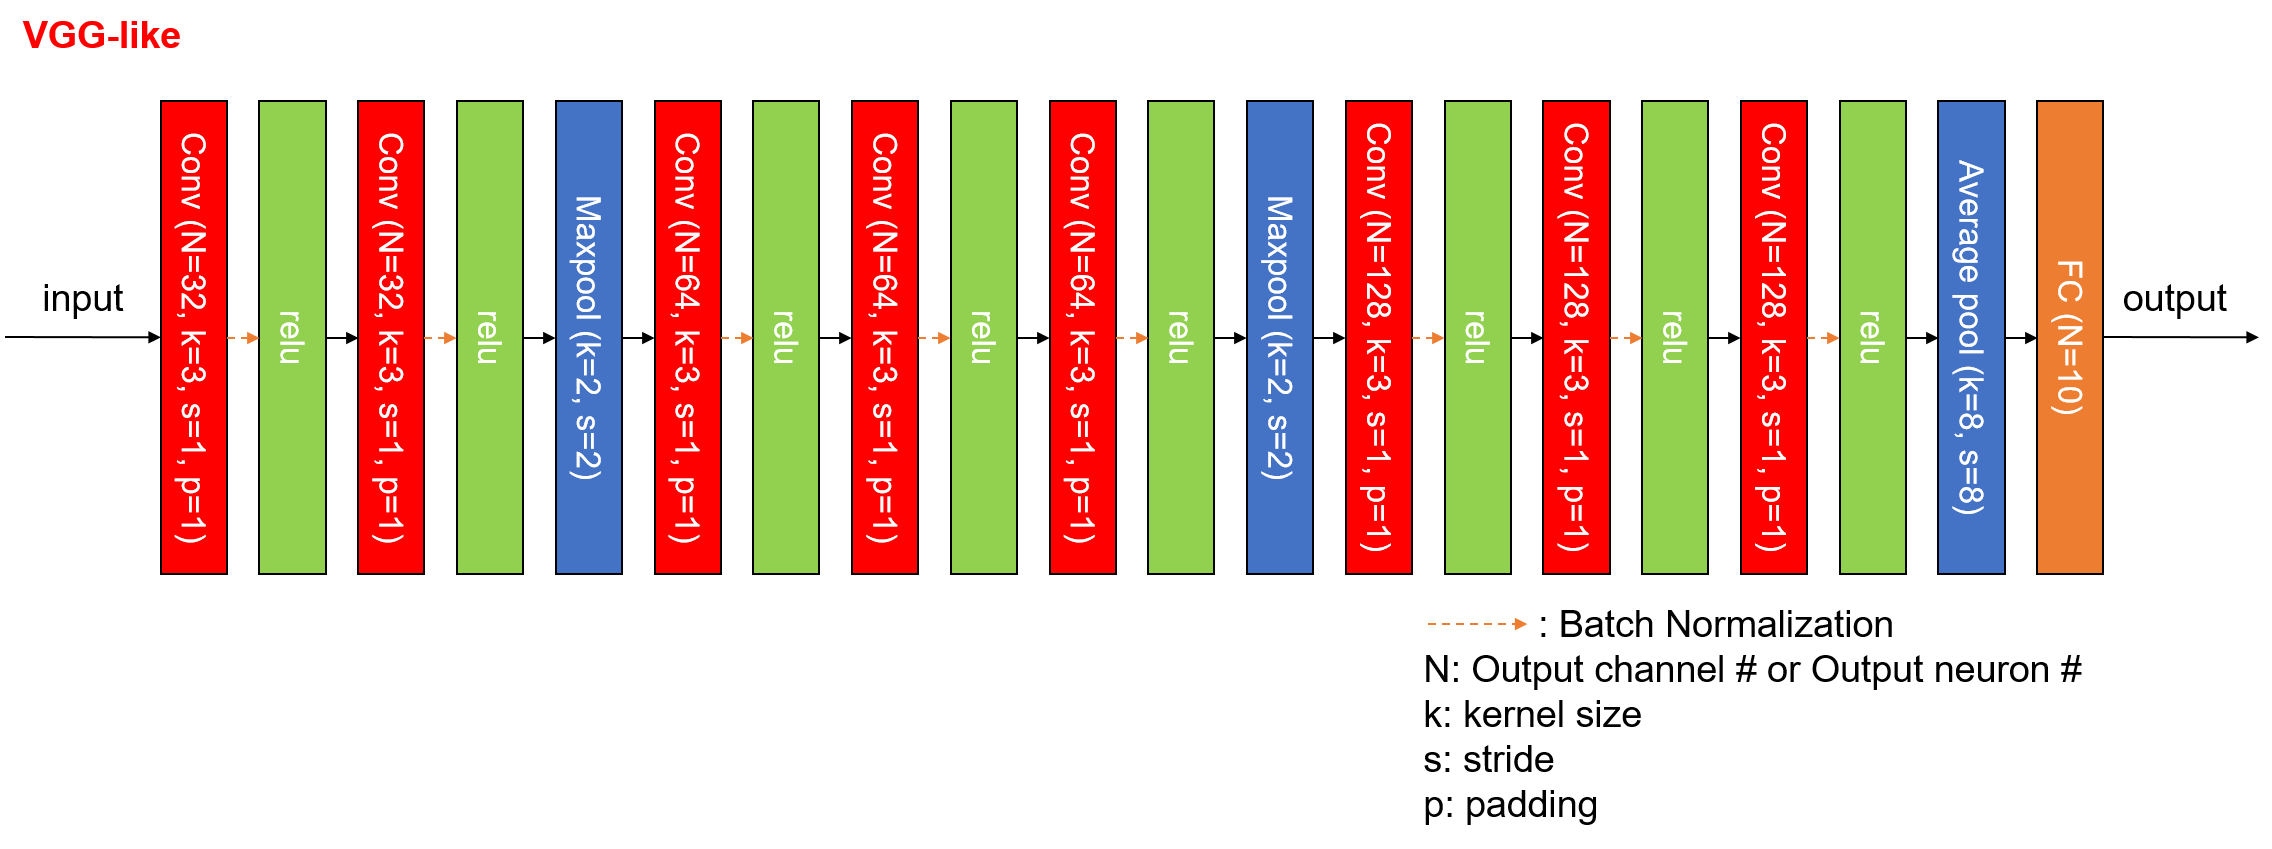 VGG-like
input
Conv (N=32, k=3, s=1, p=1)
relu
Conv (N=32, k=3, s=1, p=1)
relu
Maxpool (k=2, s=2)
Conv (N=64, k=3, s=1, p=1)
relu
Conv (N=64, k=3, s=1, p=1)
relu
Conv (N=64, k=3, s=1, p=1)
relu
Maxpool (k=2, s=2)
Conv (N=128, k=3, s=1, p=1)
relu
Conv (N=128, k=3, s=1, p=1)
relu
Conv (N=128, k=3, s=1, p=1)
relu
Average pool (k=8, s=8)
FC (N=10)
output
: Batch Normalization
N: Output channel # or Output neuron #
k: kernel size
s: stride
p: padding